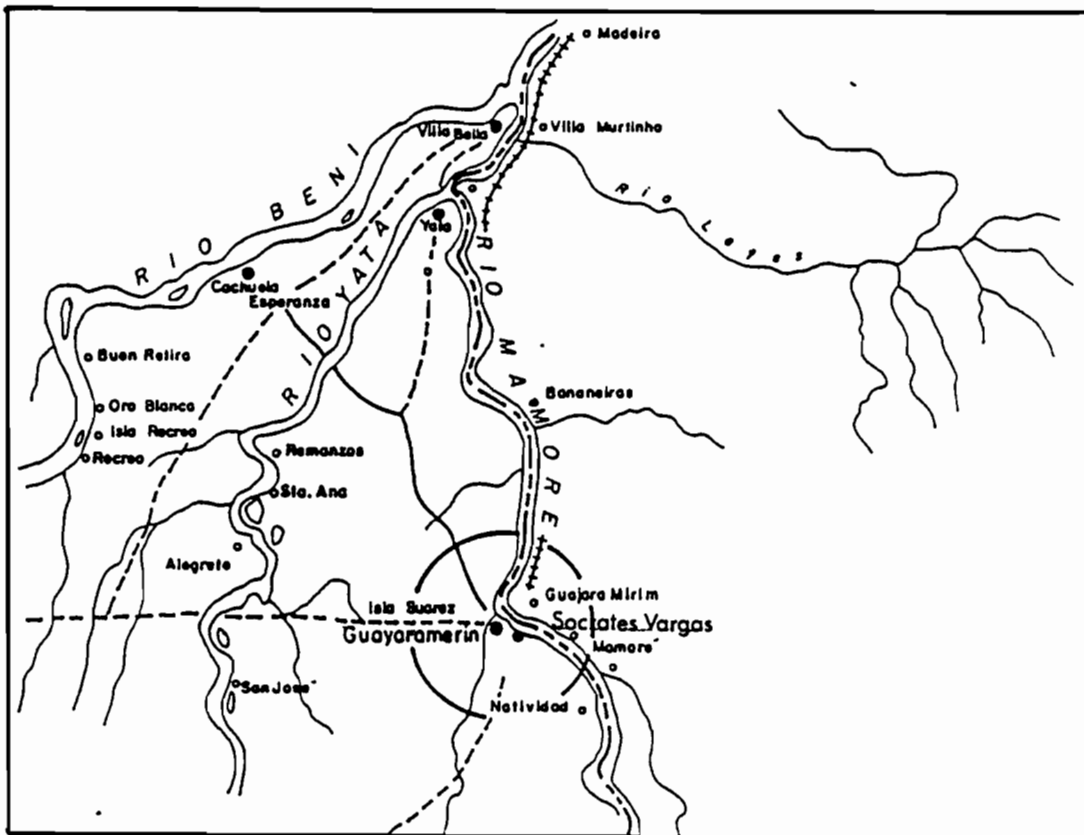 Madeira
Villa Bella
Villa Murtinho
RIO BENI
Rio Lages
Yata
RIO YATA
Cachuela
Esperanza
RIO MAMORE
Buen Retiro
Oro Blanco
Isla Recreo
Recreo
Bananeiras
Remanzos
Sta. Ana
Alegrete
Isla Suarez
Guajara Mirim
Guayaramerin
Socrates Vargas
Mamore´
San Jose´
Natividad